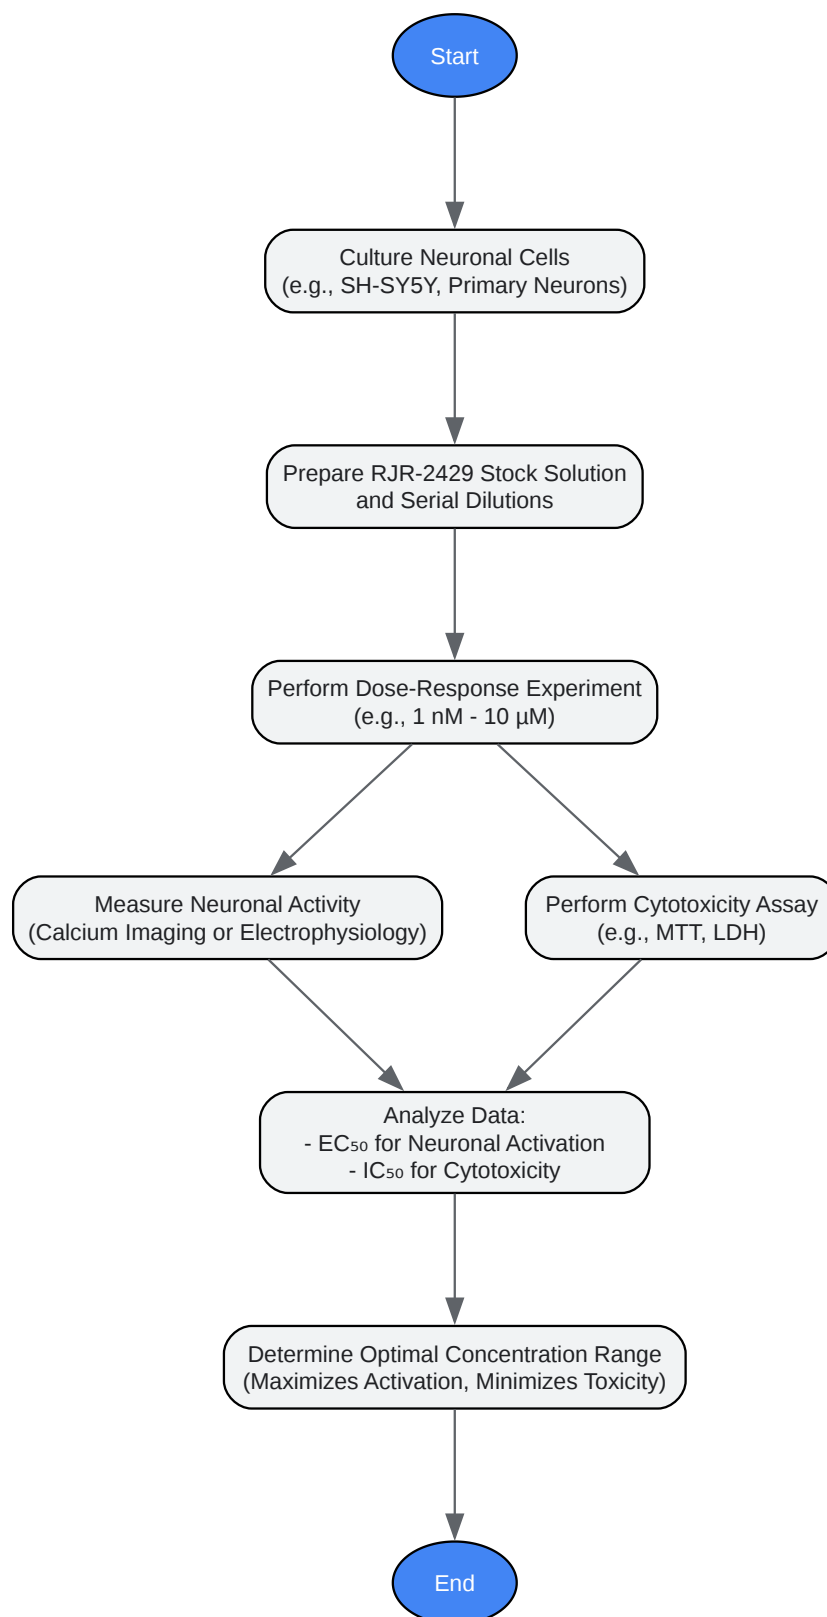 Start
Culture Neuronal Cells
(e.g., SH-SY5Y, Primary Neurons)
Prepare RJR-2429 Stock Solution
and Serial Dilutions
Perform Dose-Response Experiment
(e.g., 1 nM - 10 µM)
Measure Neuronal Activity
(Calcium Imaging or Electrophysiology)
Perform Cytotoxicity Assay
(e.g., MTT, LDH)
Analyze Data:
- EC₅₀ for Neuronal Activation
- IC₅₀ for Cytotoxicity
Determine Optimal Concentration Range
(Maximizes Activation, Minimizes Toxicity)
End